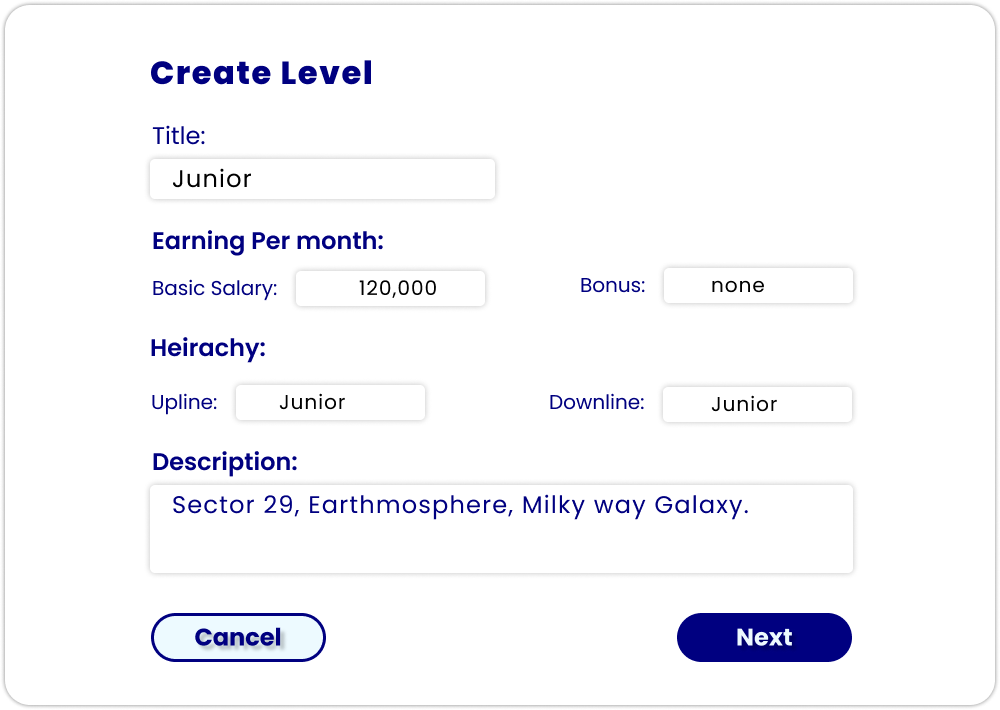 Create Level
Title:
Junior
Earning Per month:
Basic Salary: 120,000 Bonus: none
Heirachy:
Upline: Junior Downline: Junior
Description:
Sector 29, Earthmosphere, Milky way Galaxy.
Cancel Next